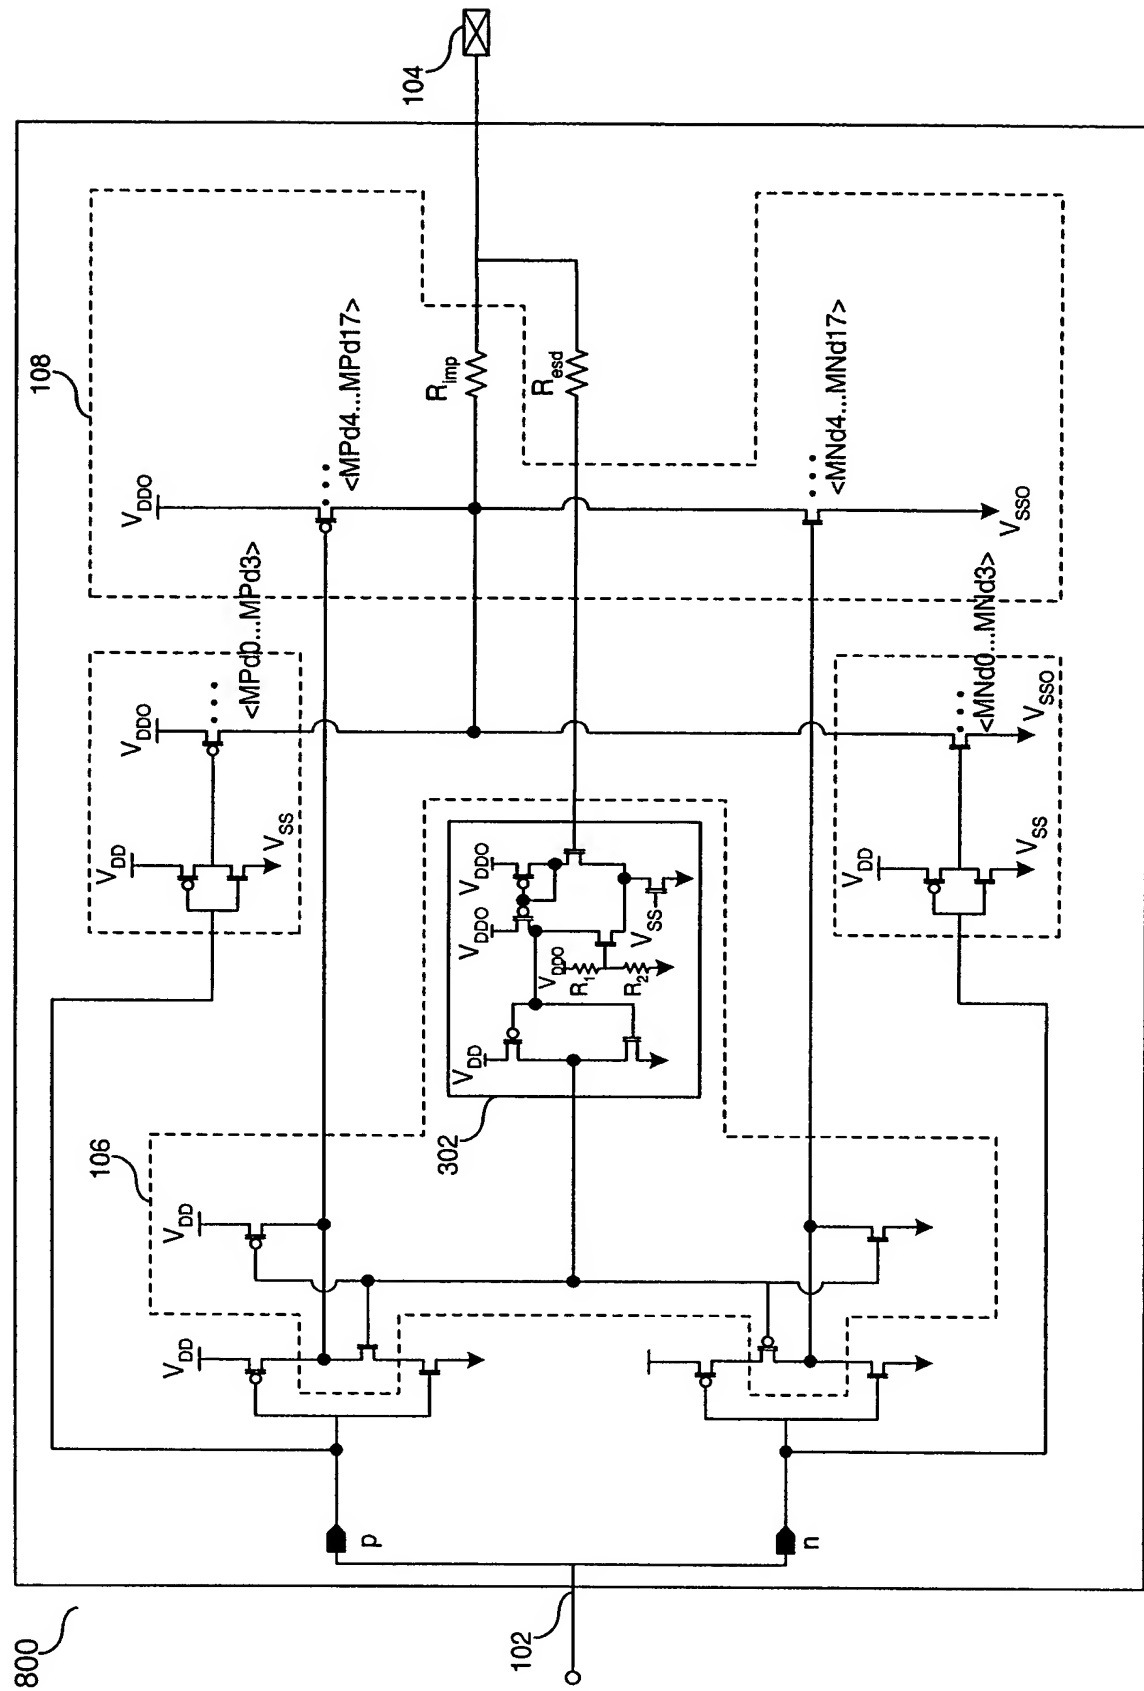 800
102
p
n
106
V_DD
V_DD
302
V_DD
V_DDO
V_DDO
V_DDO
R_1
R_2
V_SS
V_DD
V_SS
V_DDO
<MPd0...MPd3>
V_DD
V_SS
V_SSO
<MNd0...MNd3>
108
V_DDO
<MPd4...MPd17>
R_imp
R_esd
<MNd4...MNd17>
V_SSO
104